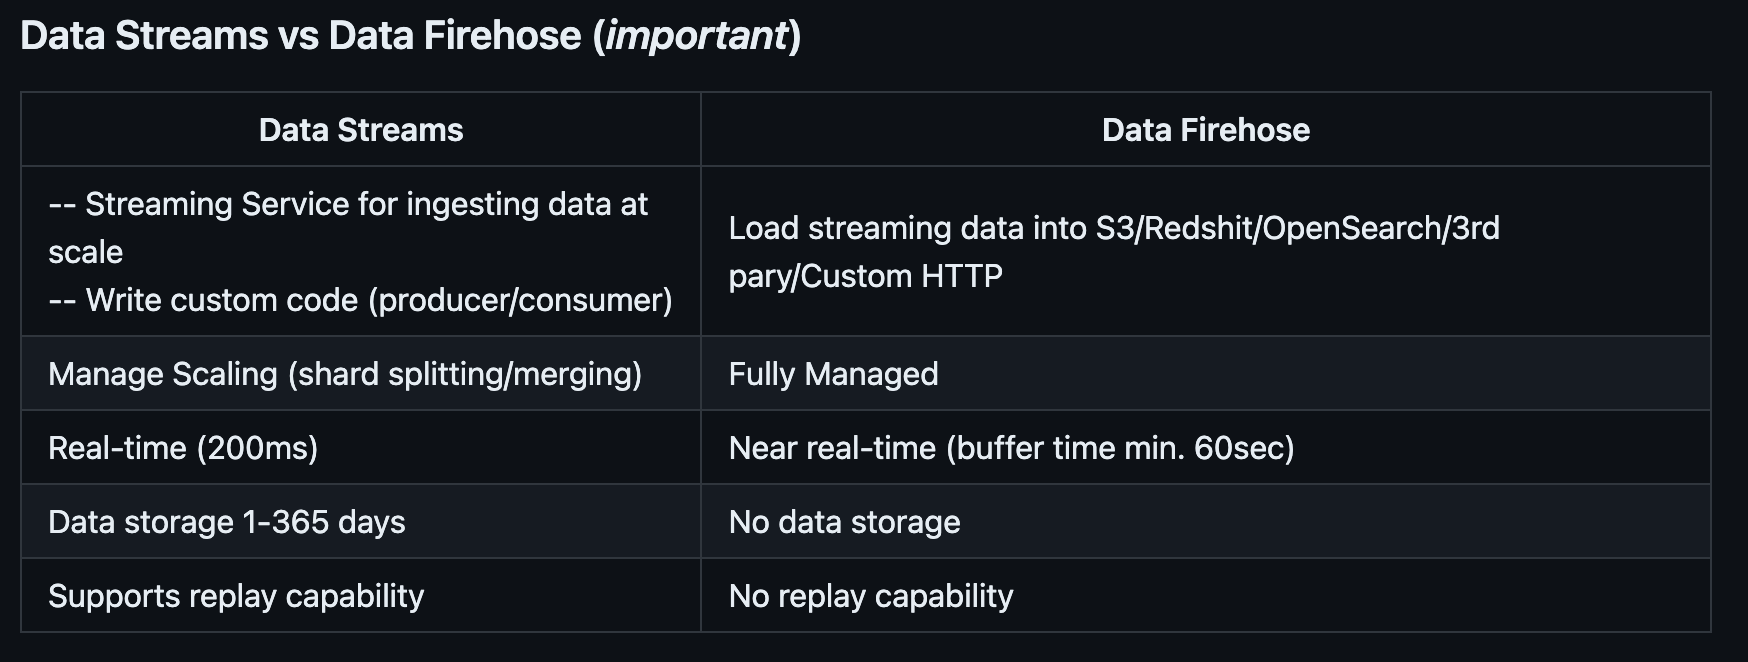 Data Streams vs Data Firehose (important)
Data Streams
Data Firehose
-- Streaming Service for ingesting data at
scale
-- Write custom code (producer/consumer)
Load streaming data into S3/Redshit/OpenSearch/3rd
pary/Custom HTTP
Manage Scaling (shard splitting/merging)
Fully Managed
Real-time (200ms)
Near real-time (buffer time min. 60sec)
Data storage 1-365 days
No data storage
Supports replay capability
No replay capability